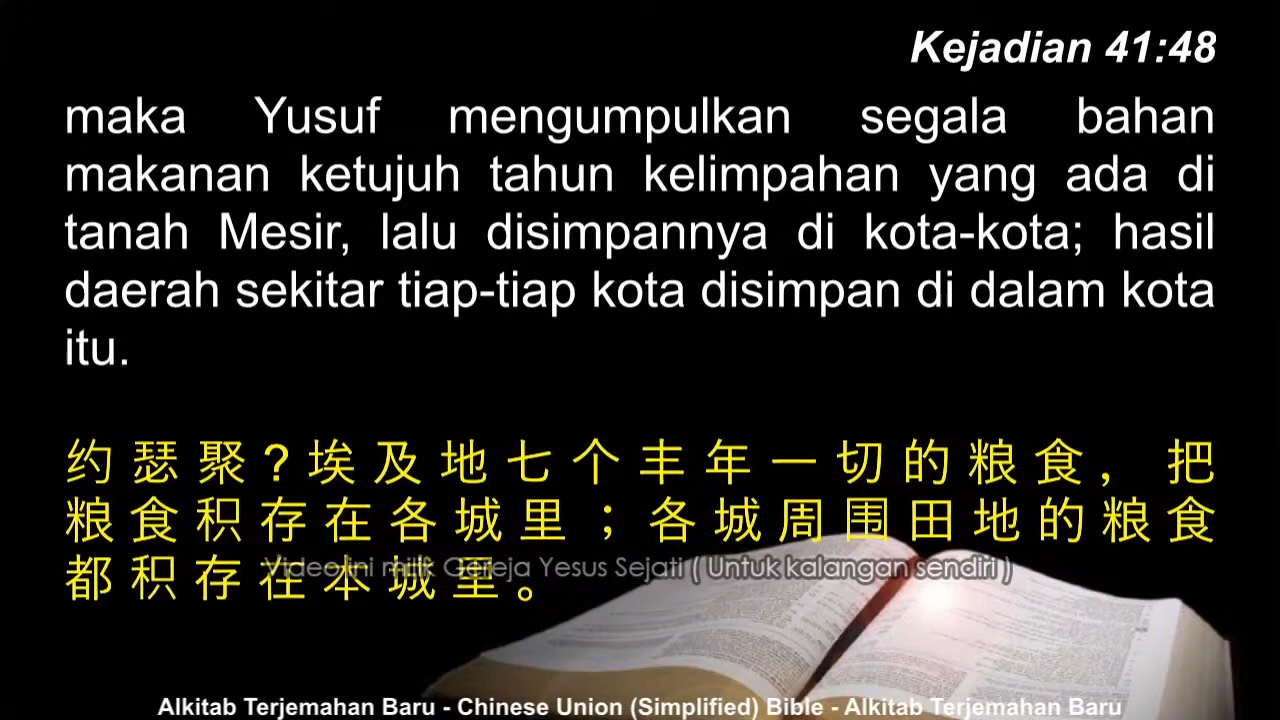 Kejadian 41:48
maka Yusuf mengumpulkan segala bahan
makanan ketujuh tahun kelimpahan yang ada di
tanah Mesir, lalu disimpannya di kota-kota; hasil
daerah sekitar tiap-tiap kota disimpan di dalam kota
itu.
约瑟聚?埃及地七个丰年一切的粮食，把
粮食积存在各城里；各城周围田地的粮食
都积存在本城里。
Video ini milik Gereja Yesus Sejati ( Untuk kalangan sendiri )
Alkitab Terjemahan Baru - Chinese Union (Simplified) Bible - Alkitab Terjemahan Baru